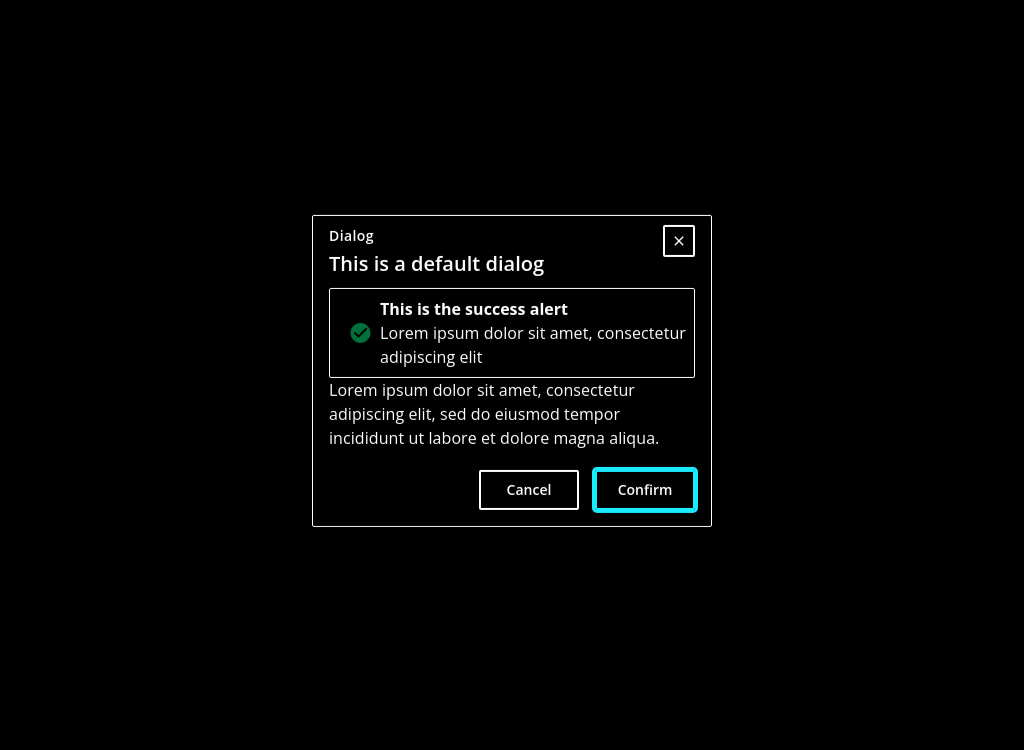 Dialog
This is a default dialog
This is the success alert
Lorem ipsum dolor sit amet, consectetur
adipiscing elit
Lorem ipsum dolor sit amet, consectetur
adipiscing elit, sed do eiusmod tempor
incididunt ut labore et dolore magna aliqua.
Cancel
Confirm